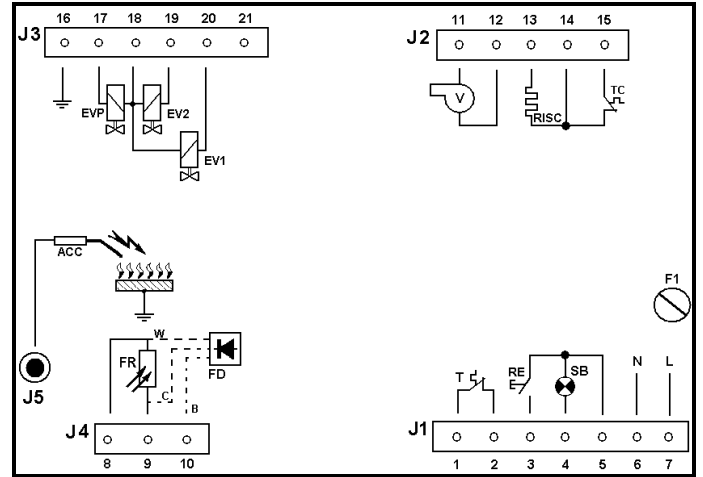 16 17 18 19 20 21
J3
EVP
EV2
EV1
11 12 13 14 15
J2
V
RISC
TC
ACC
J5
W
FR
FD
C
B
J4
8 9 10
F1
T
RE
SB
N
L
J1
1 2 3 4 5 6 7